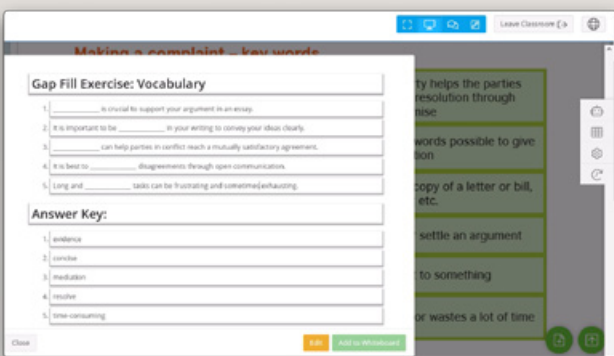 Leave Classroom
Making a complaint – key words
Gap Fill Exercise: Vocabulary
1. ____________ is crucial to support your argument in an essay.
2. It is important to be ____________ in your writing to convey your ideas clearly.
3. ____________ can help parties in conflict reach a mutually satisfactory agreement.
4. It is best to ____________ disagreements through open communication.
5. Long and ____________ tasks can be frustrating and sometimes exhausting.
Answer Key:
1. evidence
2. concise
3. mediation
4. resolve
5. time-consuming
Close
Edit
Add to Whiteboard
ty helps the parties
resolution through
mise
words possible to give
tion
copy of a letter or bill,
etc.
settle an argument
to something
or wastes a lot of time